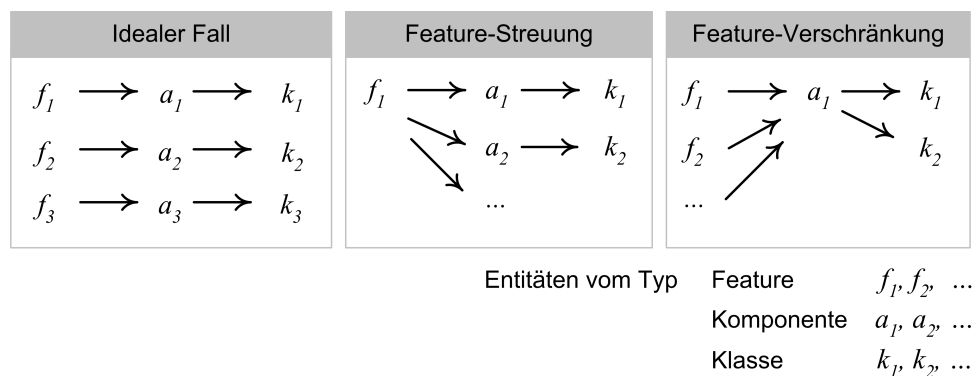 Idealer Fall
f1 a1 k1
f2 a2 k2
f3 a3 k3
Feature-Streuung
f1 a1 k1
a2 k2
...
Feature-Verschränkung
f1 a1 k1
f2 k2
...
Entitäten vom Typ Feature f1, f2, ...
Komponente a1, a2, ...
Klasse k1, k2, ...